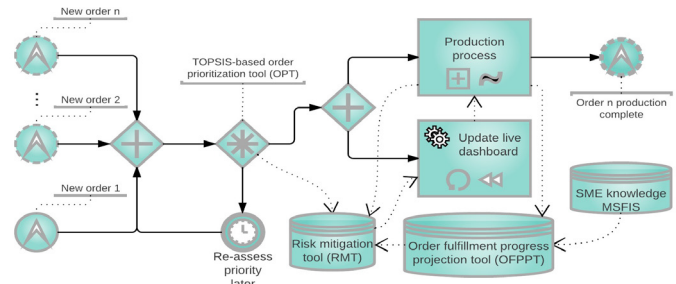 New order n
New order 2
New order 1
TOPSIS-based order
prioritization tool (OPT)
Re-assess
priority
later
Production
process
Update live
dashboard
Order n production
complete
Risk mitigation
tool (RMT)
Order fulfillment progress
projection tool (OFPPT)
SME knowledge
MSFIS